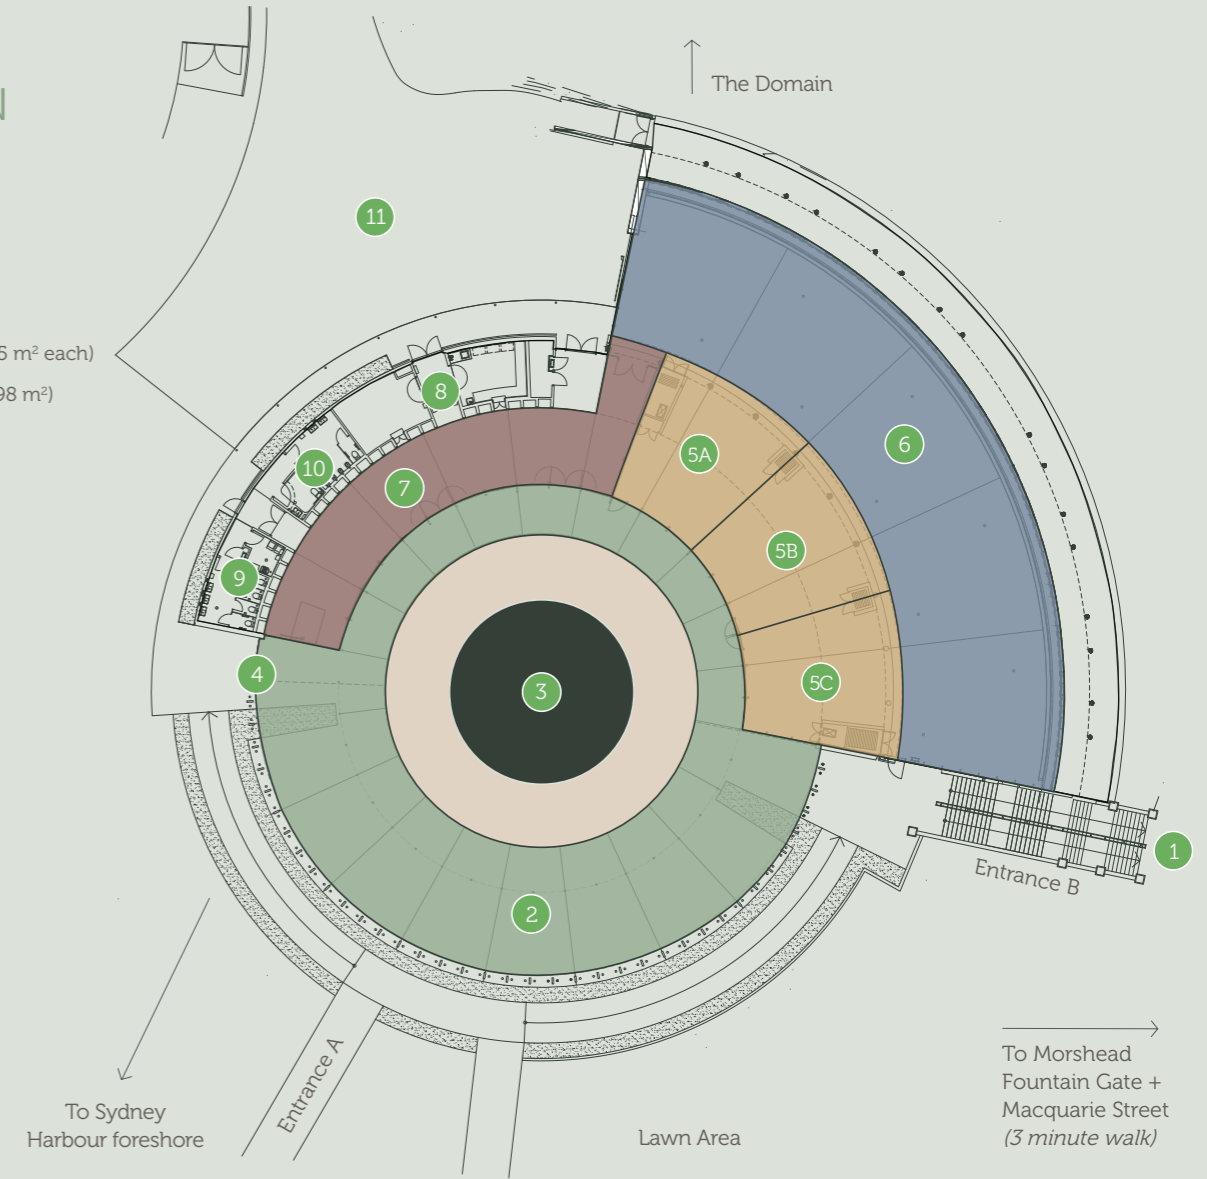 N
The Domain
11
5 m² each)
98 m²)
8
6
5A
10
7
5B
9
4
5C
3
1
Entrance B
2
Entrance A
To Sydney
Harbour foreshore
Lawn Area
To Morshead
Fountain Gate +
Macquarie Street
(3 minute walk)